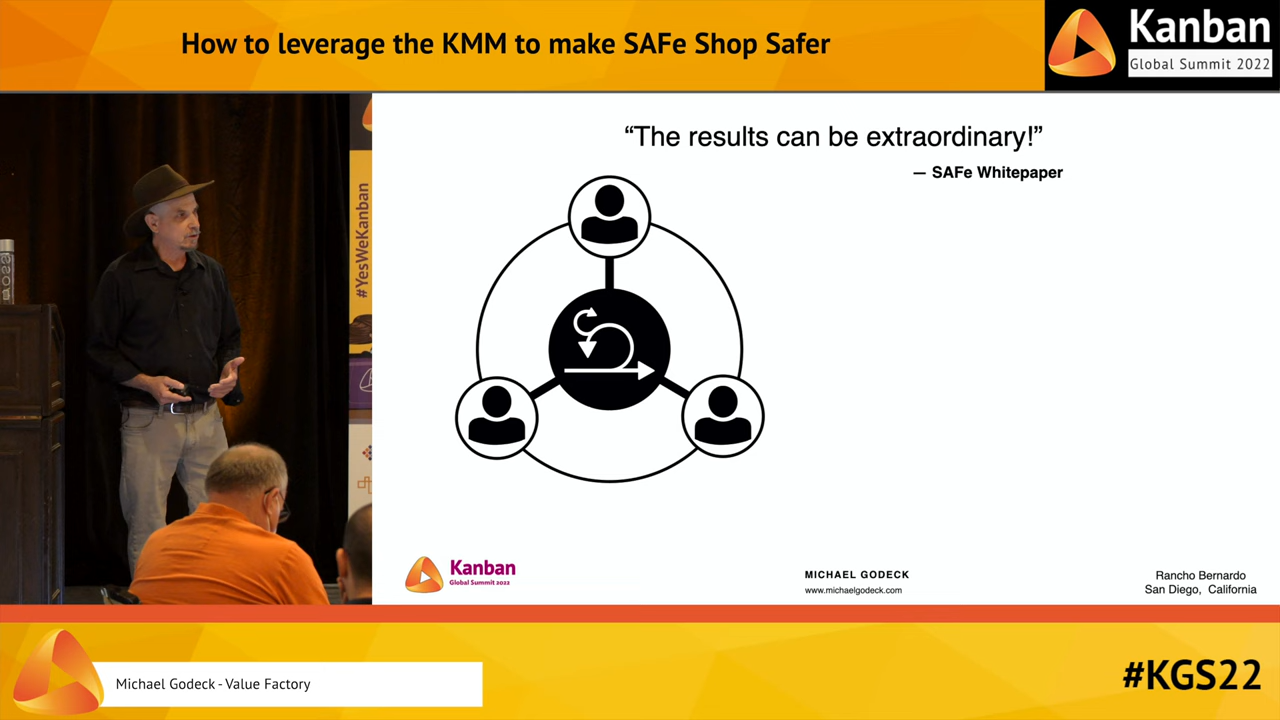 How to leverage the KMM to make SAFe Shop Safer
Kanban
Global Summit 2022
#YesWeKanban
“The results can be extraordinary!”
— SAFe Whitepaper
Kanban
Global Summit 2022
MICHAEL GODECK
www.michaelgodeck.com
Rancho Bernardo
San Diego, California
Michael Godeck - Value Factory
#KGS22